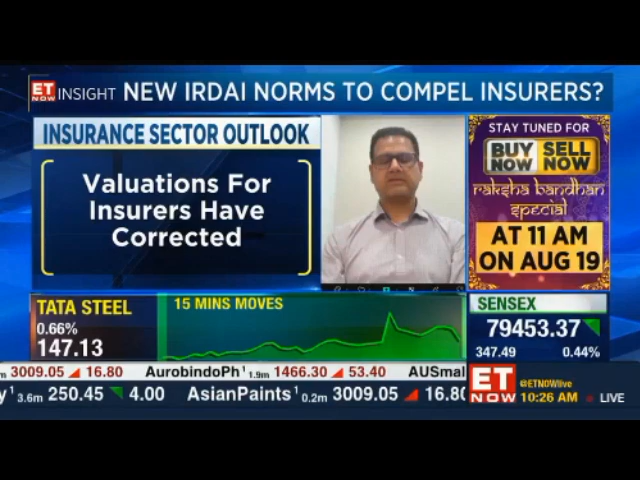 ET NOW INSIGHT NEW IRDAI NORMS TO COMPEL INSURERS?
INSURANCE SECTOR OUTLOOK
Valuations For
Insurers Have
Corrected
STAY TUNED FOR
BUY NOW SELL NOW
raksha bandhan
special
AT 11 AM
ON AUG 19
TATA STEEL
0.66%
147.13
15 MINS MOVES
SENSEX
79453.37
347.49 0.44%
m 3009.05 16.80 AurobindoPh 1.9m 1466.30 53.40 AUSmal
y 3.6m 250.45 4.00 AsianPaints 0.2m 3009.05 16.80
ET NOW
@ETNOWlive
10:26 AM LIVE